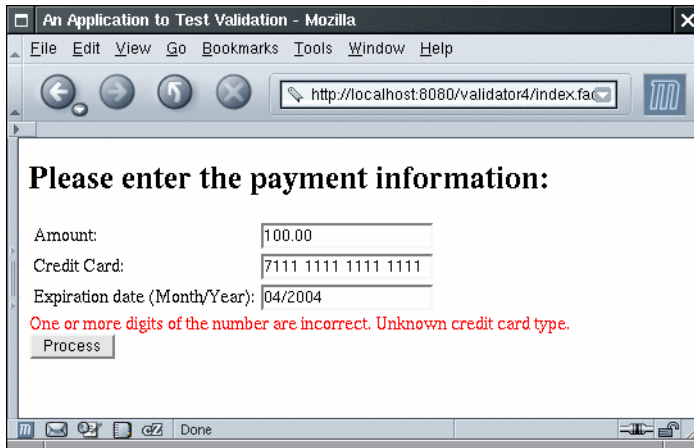 An Application to Test Validation - Mozilla
File Edit View Go Bookmarks Tools Window Help
http://localhost:8080/validator4/index.fac
Please enter the payment information:
Amount: 100.00
Credit Card: 7111 1111 1111 1111
Expiration date (Month/Year): 04/2004
One or more digits of the number are incorrect. Unknown credit card type.
Process
Done